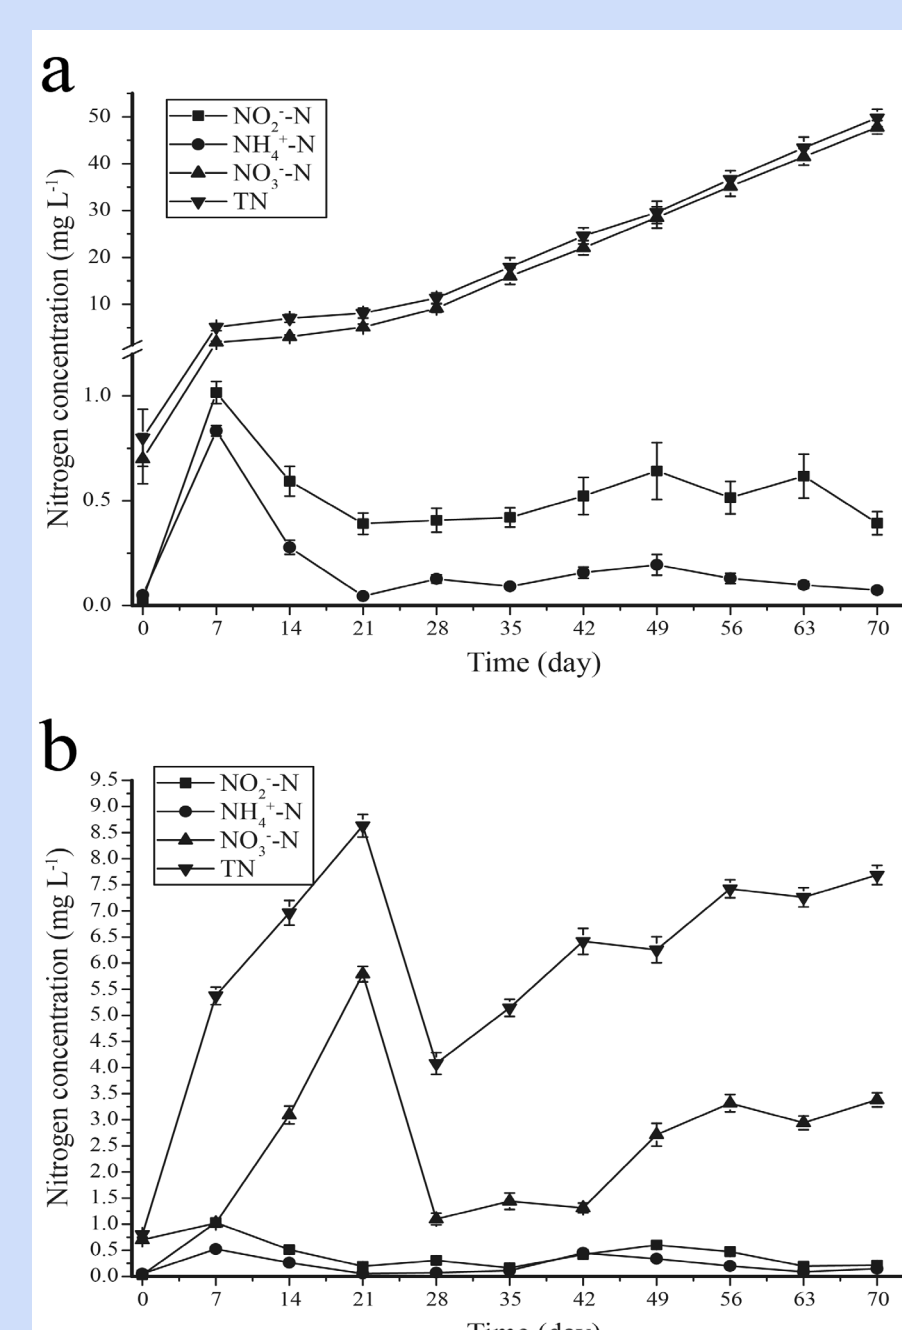 a
NO₂⁻-N
NH₄⁺-N
NO₃⁻-N
TN
Nitrogen concentration (mg L⁻¹)
50
40
30
20
10
1.0
0.5
0.0
0 7 14 21 28 35 42 49 56 63 70
Time (day)
b
NO₂⁻-N
NH₄⁺-N
NO₃⁻-N
TN
Nitrogen concentration (mg L⁻¹)
9.5
9.0
8.5
8.0
7.5
7.0
6.5
6.0
5.5
5.0
4.5
4.0
3.5
3.0
2.5
2.0
1.5
1.0
0.5
0.0
0 7 14 21 28 35 42 49 56 63 70
Time (day)